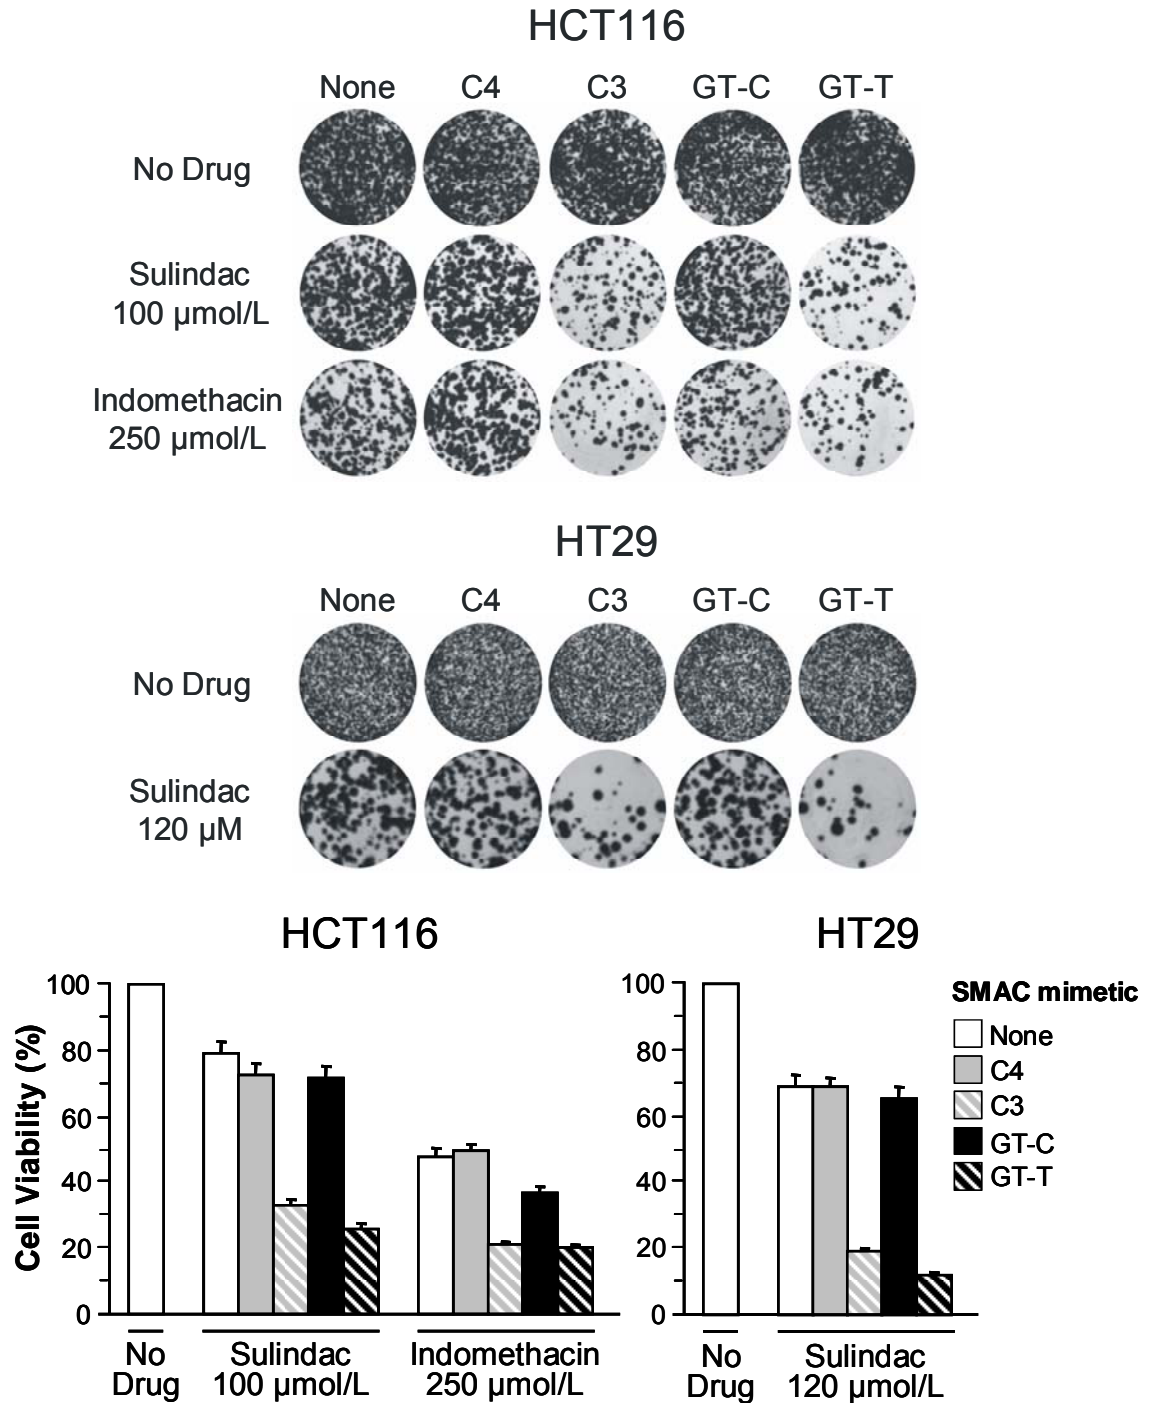 HCT116
None C4 C3 GT-C GT-T
No Drug
Sulindac
100 µmol/L
Indomethacin
250 µmol/L
HT29
None C4 C3 GT-C GT-T
No Drug
Sulindac
120 µM
HCT116
Cell Viability (%)
100
80
60
40
20
0
No
Drug
Sulindac
100 µmol/L
Indomethacin
250 µmol/L
HT29
100
80
60
40
20
0
No
Drug
Sulindac
120 µmol/L
SMAC mimetic
None
C4
C3
GT-C
GT-T